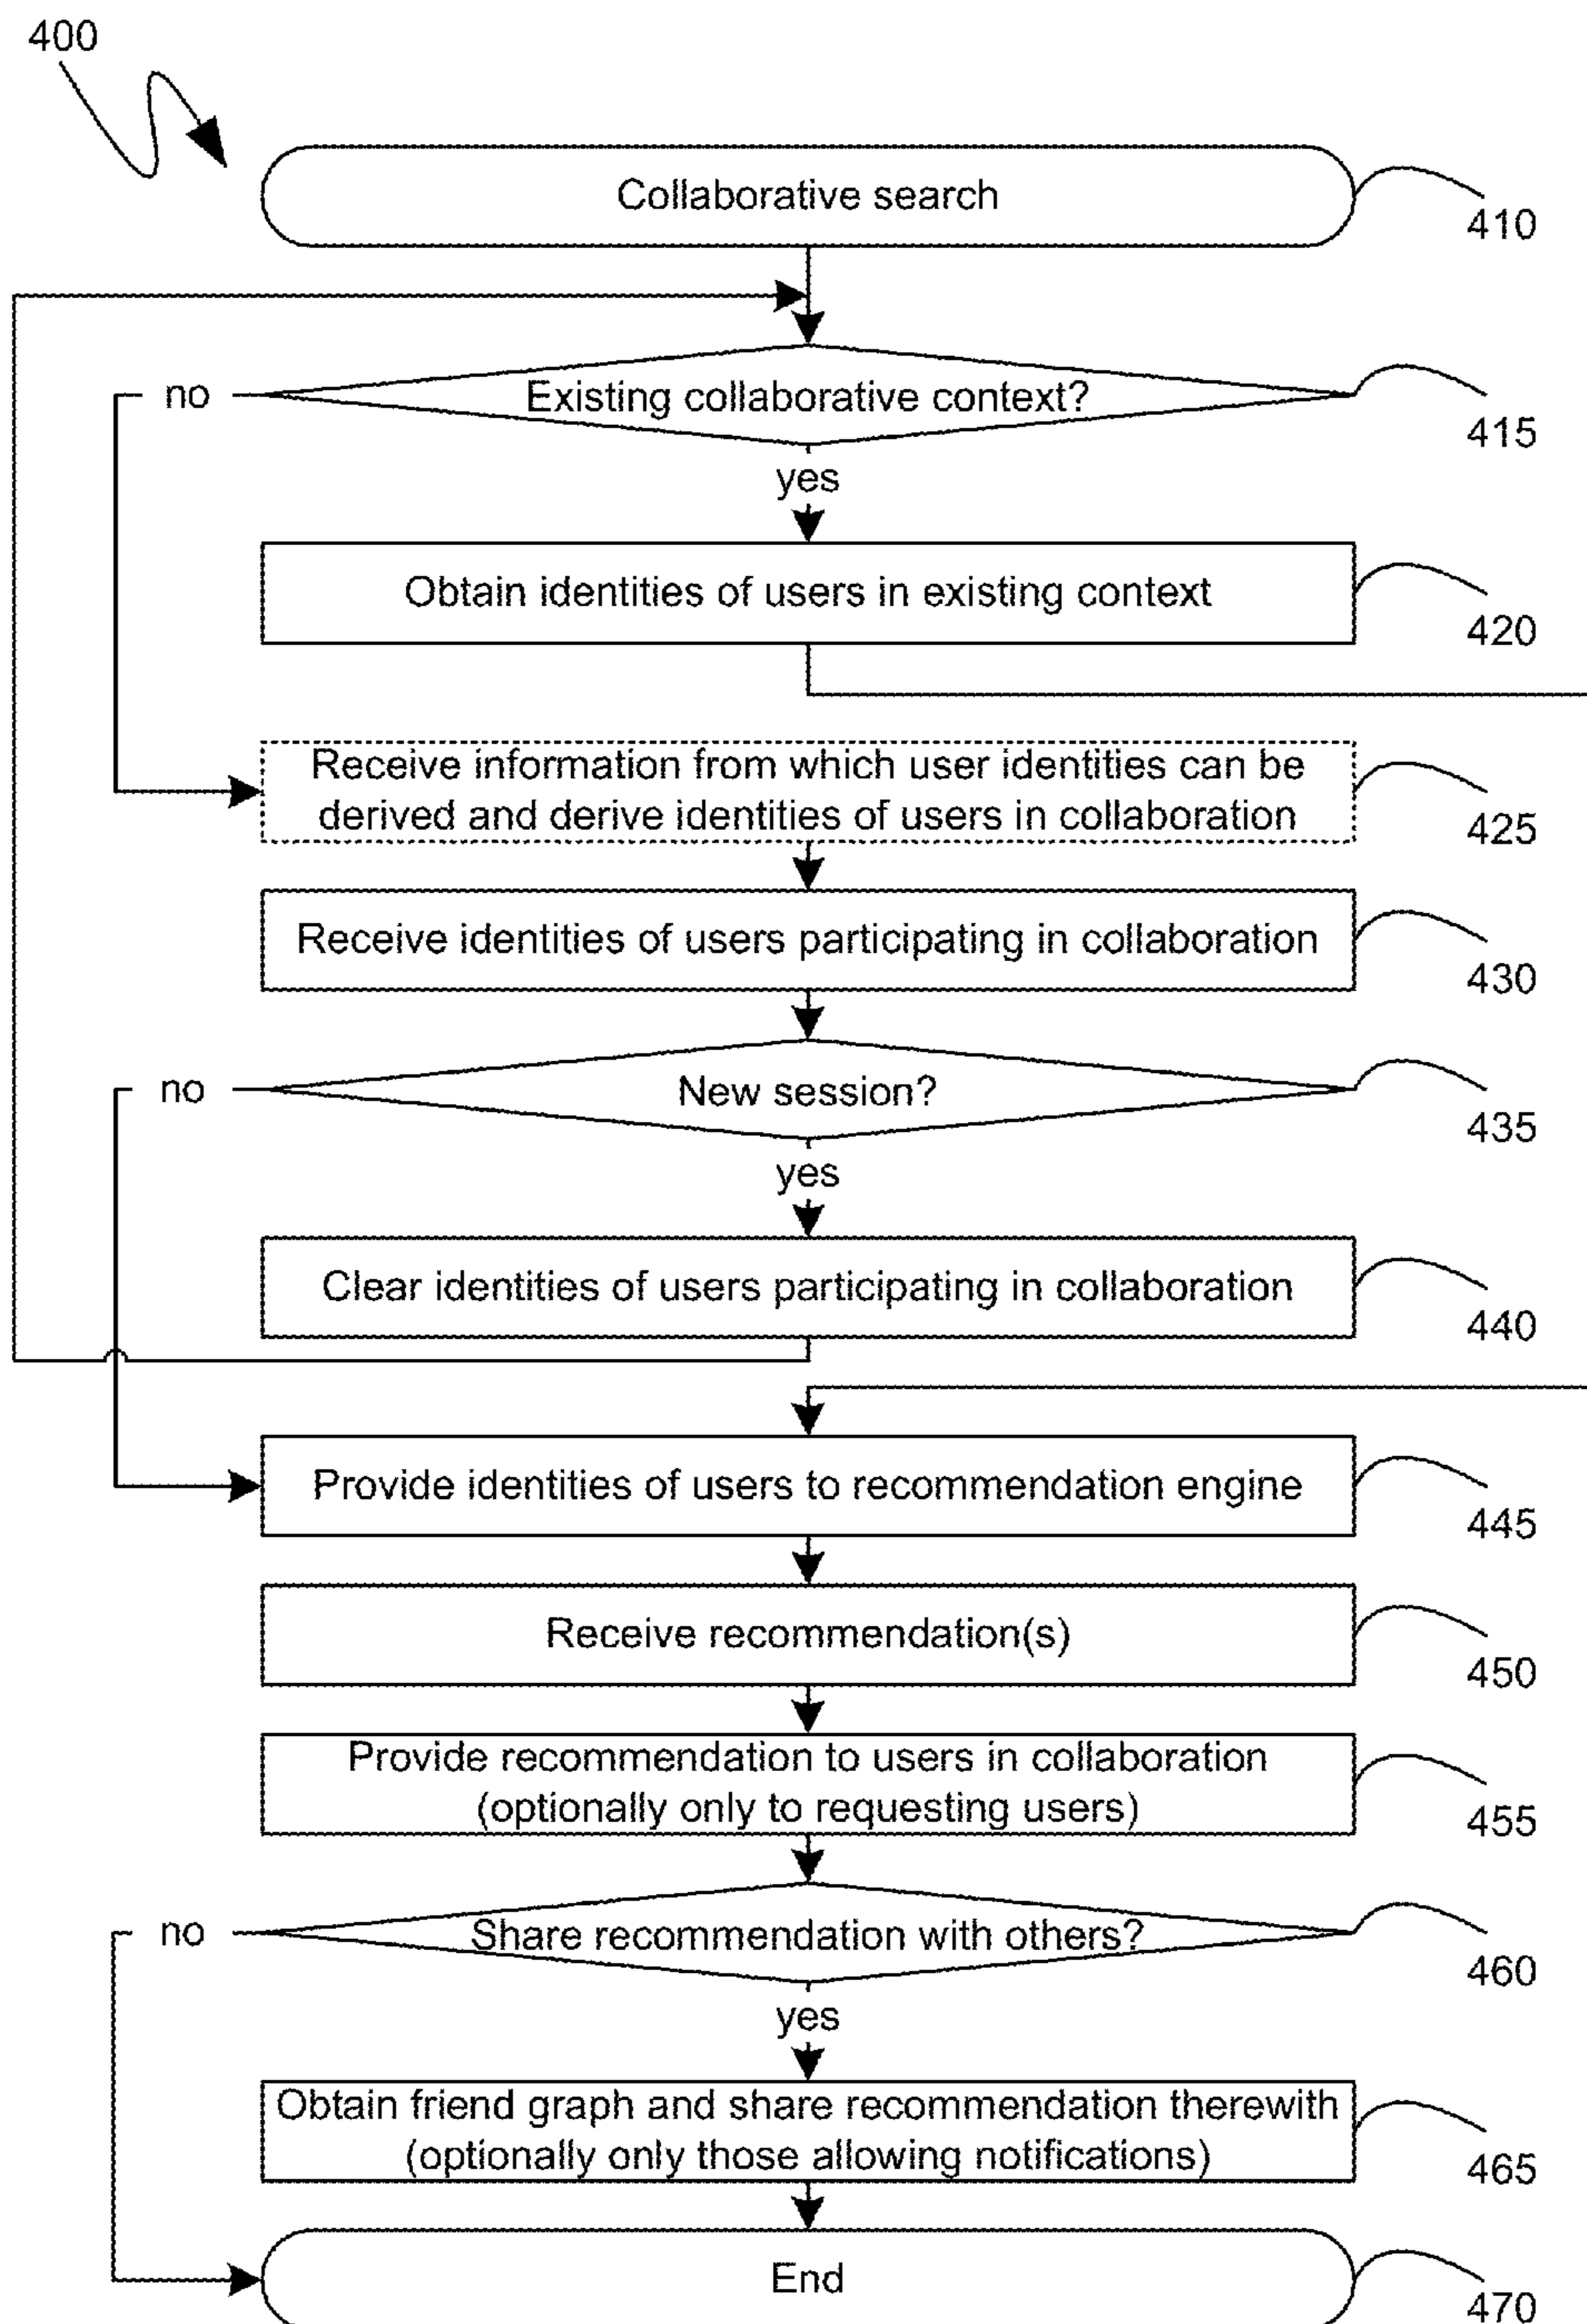 400
Collaborative search
410
no
Existing collaborative context?
415
yes
Obtain identities of users in existing context
420
Receive information from which user identities can be
derived and derive identities of users in collaboration
425
Receive identities of users participating in collaboration
430
no
New session?
435
yes
Clear identities of users participating in collaboration
440
Provide identities of users to recommendation engine
445
Receive recommendation(s)
450
Provide recommendation to users in collaboration
(optionally only to requesting users)
455
no
Share recommendation with others?
460
yes
Obtain friend graph and share recommendation therewith
(optionally only those allowing notifications)
465
End
470